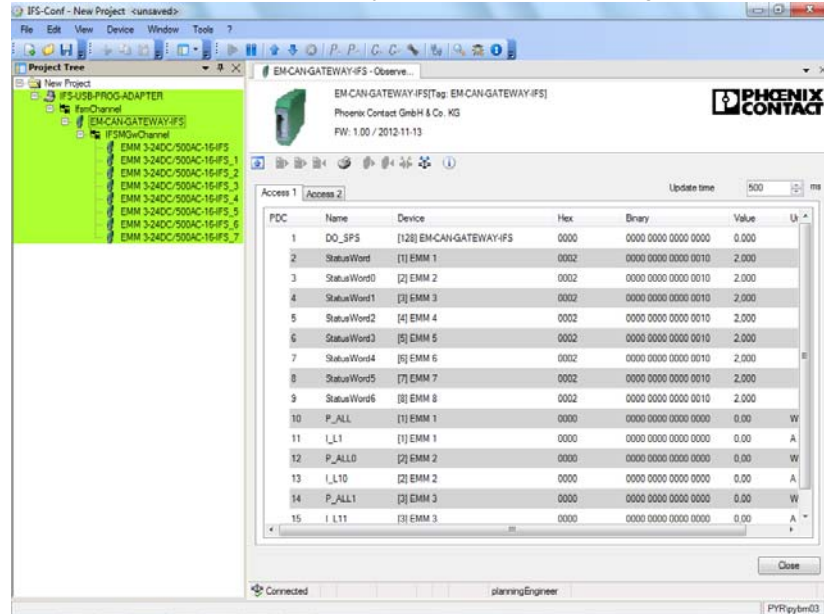 IFS-Conf - New Project <unsaved>
File Edit View Device Window Tools ?
Project Tree
New Project
IFS-USB-PROG-ADAPTER
IfsmChannel
EM-CAN-GATEWAY-IFS
IFSMGwChannel
EMM 3-24DC/500AC-16-IFS
EMM 3-24DC/500AC-16-IFS_1
EMM 3-24DC/500AC-16-IFS_2
EMM 3-24DC/500AC-16-IFS_3
EMM 3-24DC/500AC-16-IFS_4
EMM 3-24DC/500AC-16-IFS_5
EMM 3-24DC/500AC-16-IFS_6
EMM 3-24DC/500AC-16-IFS_7
EM-CAN-GATEWAY-IFS - Observe...
EM-CAN-GATEWAY-IFS[Tag: EM-CAN-GATEWAY-IFS]
Phoenix Contact GmbH & Co. KG
FW: 1.00 / 2012-11-13
PHŒNIX
CONTACT
Access 1 Access 2 Update time 500 ms
PDC Name Device Hex Binary Value
1 DO_SPS [128] EM-CAN-GATEWAY-IFS 0000 0000 0000 0000 0000 0.000
2 StatusWord [1] EMM 1 0002 0000 0000 0000 0010 2,000
3 StatusWord0 [2] EMM 2 0002 0000 0000 0000 0010 2,000
4 StatusWord1 [3] EMM 3 0002 0000 0000 0000 0010 2,000
5 StatusWord2 [4] EMM 4 0002 0000 0000 0000 0010 2,000
6 StatusWord3 [5] EMM 5 0002 0000 0000 0000 0010 2,000
7 StatusWord4 [6] EMM 6 0002 0000 0000 0000 0010 2,000
8 StatusWord5 [7] EMM 7 0002 0000 0000 0000 0010 2,000
9 StatusWord6 [8] EMM 8 0002 0000 0000 0000 0010 2.000
10 P_ALL [1] EMM 1 0000 0000 0000 0000 0000 0,00 W
11 I_L1 [1] EMM 1 0000 0000 0000 0000 0000 0,00 A
12 P_ALL0 [2] EMM 2 0000 0000 0000 0000 0000 0,00 W
13 I_L10 [2] EMM 2 0000 0000 0000 0000 0000 0,00 A
14 P_ALL1 [3] EMM 3 0000 0000 0000 0000 0000 0,00 W
15 I_L11 [3] EMM 3 0000 0000 0000 0000 0000 0,00 A
Close
Connected planningEngineer
PYR\pybm03